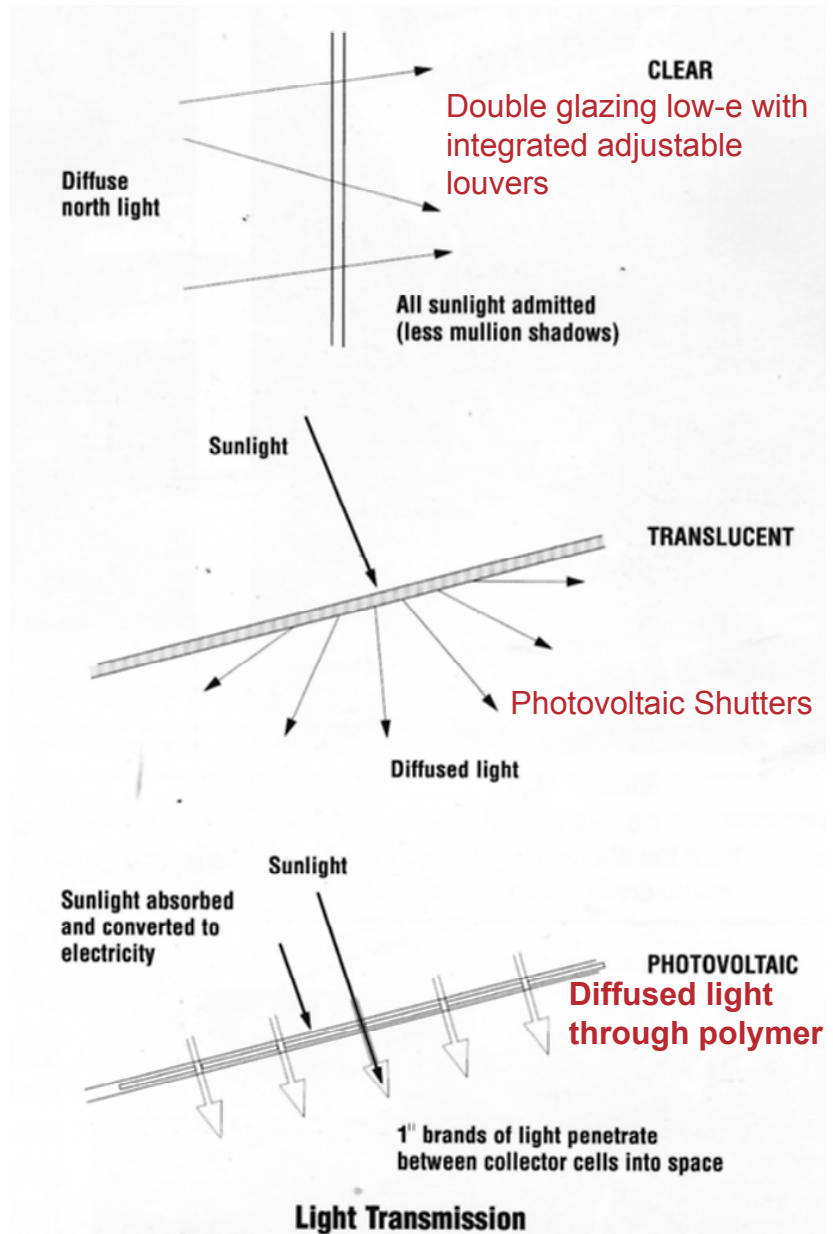 CLEAR
Double glazing low-e with
integrated adjustable
louvers
Diffuse
north light
All sunlight admitted
(less mullion shadows)
Sunlight
TRANSLUCENT
Photovoltaic Shutters
Diffused light
Sunlight
Sunlight absorbed
and converted to
electricity
PHOTOVOLTAIC
Diffused light
through polymer
1" brands of light penetrate
between collector cells into space
Light Transmission